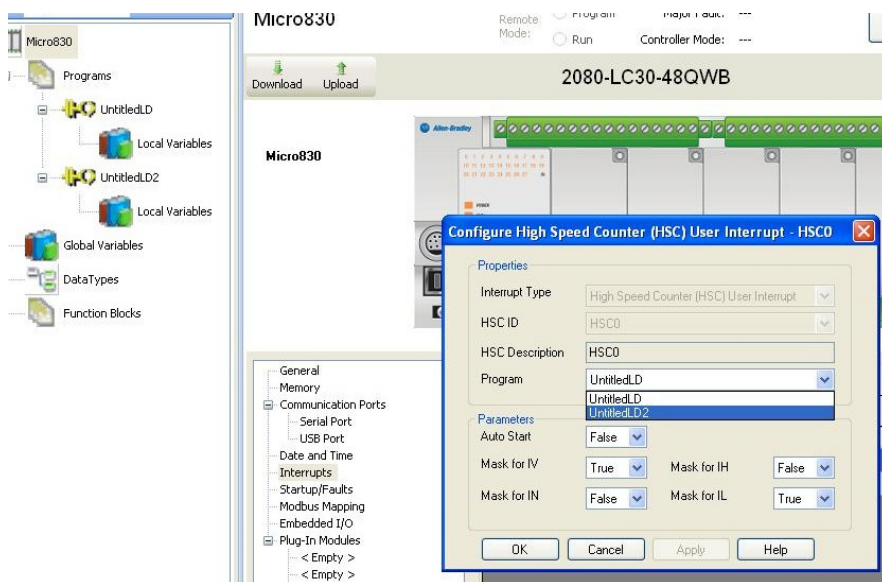 Micro830
Programs
UntitledLD
Local Variables
UntitledLD2
Local Variables
Global Variables
DataTypes
Function Blocks
Micro830
Remote
Mode:
Program
Major Fault: ---
Run
Controller Mode: ---
Download
Upload
2080-LC30-48QWB
Micro830
Allen-Bradley
POWER
General
Memory
Communication Ports
Serial Port
USB Port
Date and Time
Interrupts
Startup/Faults
Modbus Mapping
Embedded I/O
Plug-In Modules
< Empty >
< Empty >
Configure High Speed Counter (HSC) User Interrupt - HSC0
Properties
Interrupt Type
High Speed Counter (HSC) User Interrupt
HSC ID
HSC0
HSC Description
HSC0
Program
UntitledLD
UntitledLD
UntitledLD2
Parameters
Auto Start
False
Mask for IV
True
Mask for IH
False
Mask for IN
False
Mask for IL
True
OK
Cancel
Apply
Help